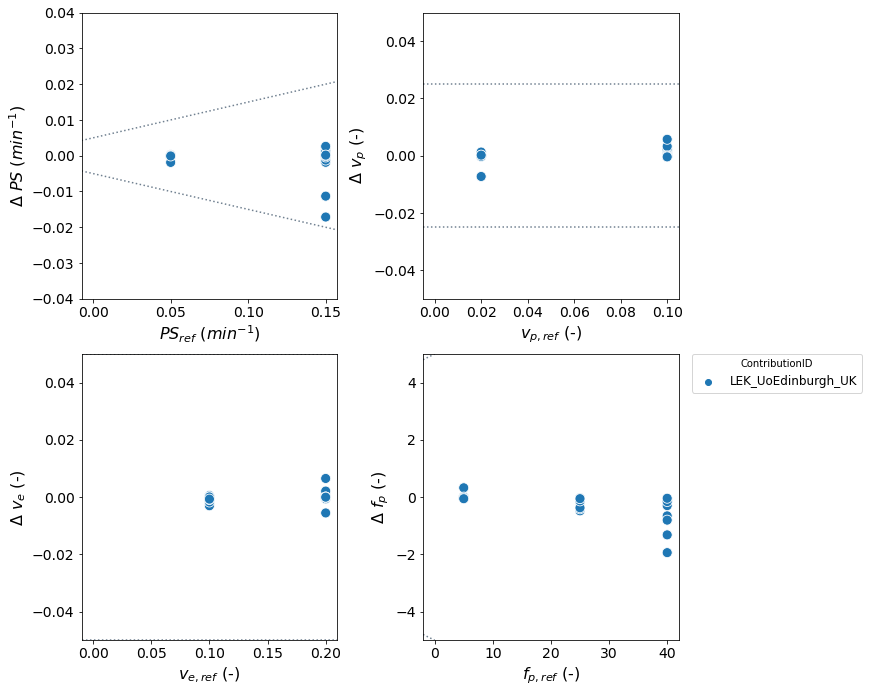 0.04
0.03
0.02
0.01
0.00
−0.01
−0.02
−0.03
−0.04
Δ PS (min⁻¹)
0.00 0.05 0.10 0.15
PS_ref (min⁻¹)
0.04
0.02
0.00
−0.02
−0.04
Δ v_p (-)
0.00 0.02 0.04 0.06 0.08 0.10
v_p, ref (-)
0.04
0.02
0.00
−0.02
−0.04
Δ v_e (-)
0.00 0.05 0.10 0.15 0.20
v_e, ref (-)
4
2
0
−2
−4
Δ f_p (-)
0 10 20 30 40
f_p, ref (-)
ContributionID
LEK_UoEdinburgh_UK